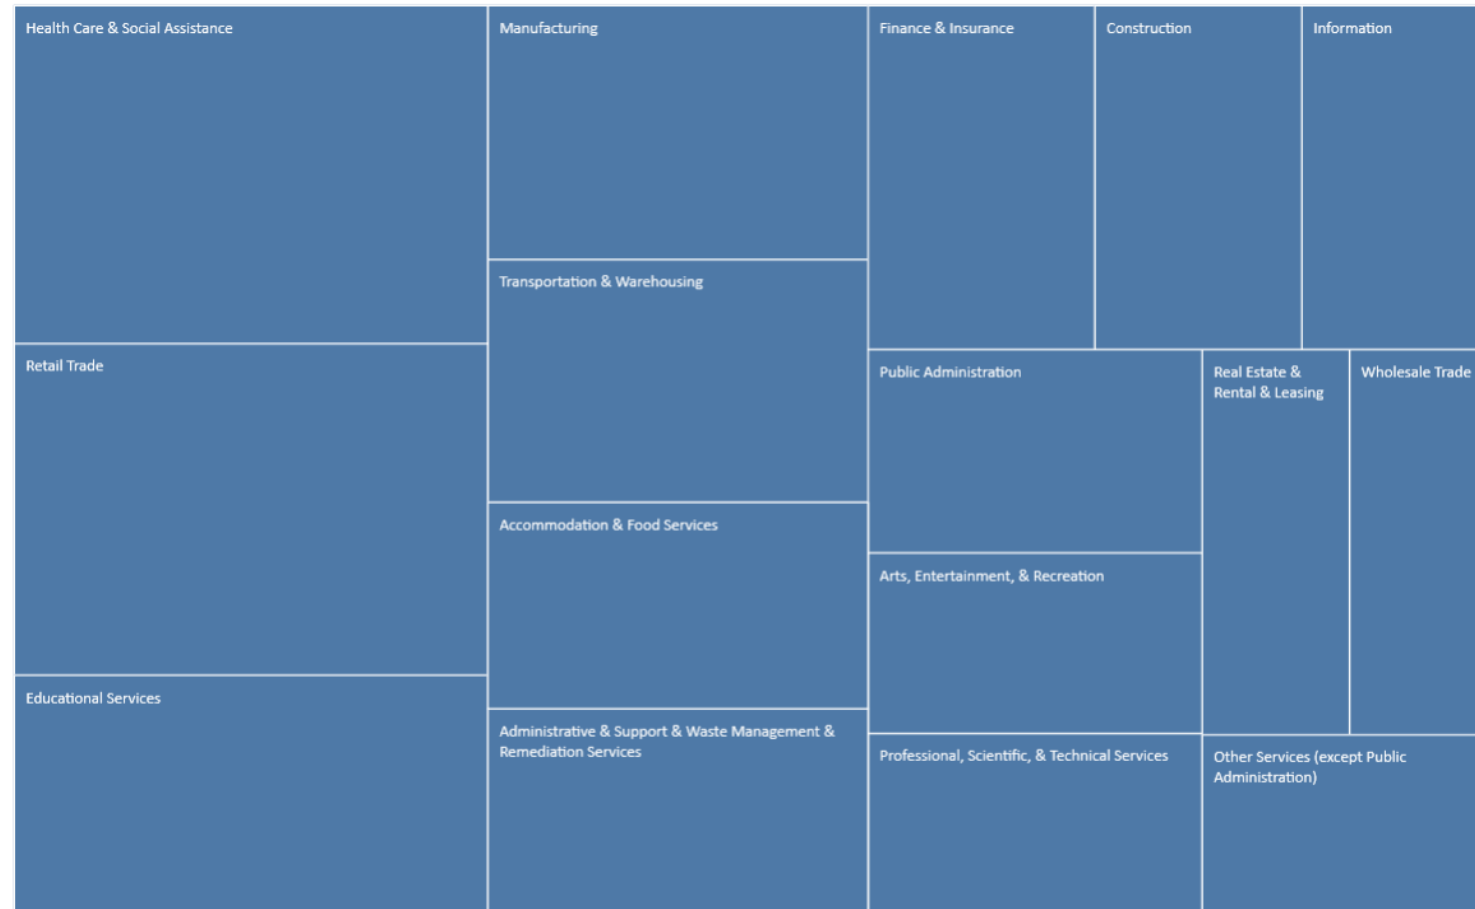 Health Care & Social Assistance
Retail Trade
Educational Services
Manufacturing
Transportation & Warehousing
Accommodation & Food Services
Administrative & Support & Waste Management &
Remediation Services
Finance & Insurance
Construction
Information
Public Administration
Real Estate &
Rental & Leasing
Wholesale Trade
Arts, Entertainment, & Recreation
Professional, Scientific, & Technical Services
Other Services (except Public
Administration)